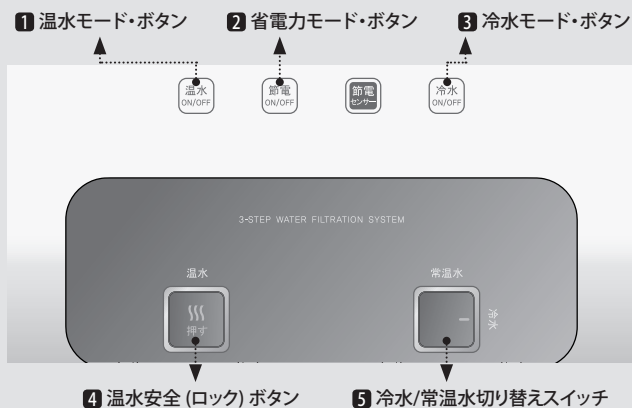 1 温水モード・ボタン 2 省電力モード・ボタン 3 冷水モード・ボタン
温水 節電 節電 冷水
ON/OFF ON/OFF センサー ON/OFF
3-STEP WATER FILTRATION SYSTEM
温水 常温水
押す 冷水
4 温水安全 (ロック) ボタン 5 冷水/常温水切り替えスイッチ